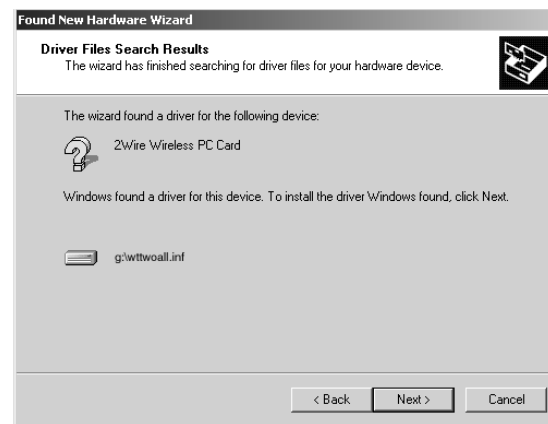 Found New Hardware Wizard
Driver Files Search Results
The wizard has finished searching for driver files for your hardware device.
The wizard found a driver for the following device:
2Wire Wireless PC Card
Windows found a driver for this device. To install the driver Windows found, click Next.
g:\wttwoall.inf
< Back
Next >
Cancel